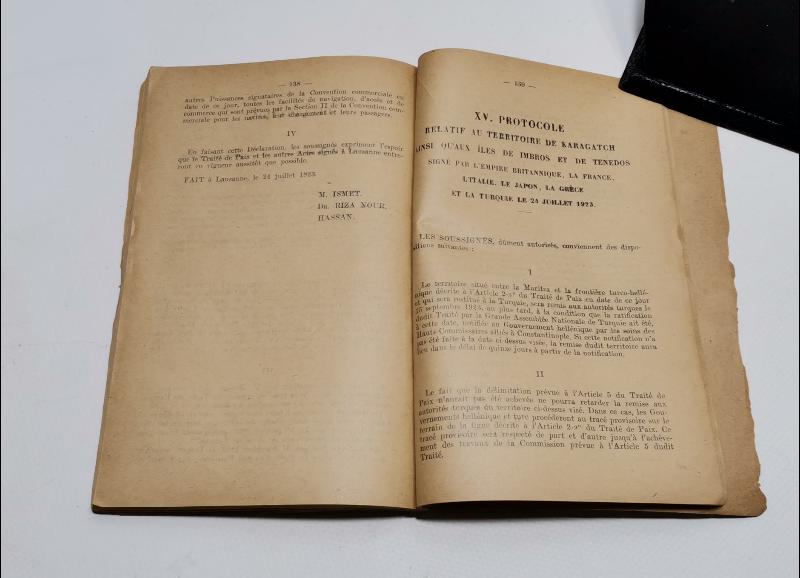 — 138 —
autres Puissances signataires de la Convention commerciale en
date de ce jour, toutes les facilités de navigation, d'accès et de
commerce qui sont prévues par la Section II de la Convention com-
merciale pour les navires, leur chargement et leurs passagers.
IV
En faisant cette Déclaration, les soussignés expriment l'espoir
que le Traité de Paix et les autres Actes signés à Lausanne entre-
ront en vigueur aussitôt que possible.
FAIT à Lausanne, le 24 juillet 1923.
M. ISMET.
Dr. RIZA NOUR.
HASSAN.
— 139 —
XV. PROTOCOLE
RELATIF AU TERRITOIRE DE KARAGATCH
AINSI QU'AUX ÎLES DE IMBROS ET DE TENEDOS
SIGNÉ PAR L'EMPIRE BRITANNIQUE, LA FRANCE,
L'ITALIE, LE JAPON, LA GRÈCE
ET LA TURQUIE LE 24 JUILLET 1923.
LES SOUSSIGNÉS, dûment autorisés, conviennent des dispo-
sitions suivantes :
I
Le territoire situé entre la Maritza et la frontière turco-hellé-
nique décrite à l'Article 2-2° du Traité de Paix en date de ce jour
et qui sera restitué à la Turquie, sera remis aux autorités turques le
15 septembre 1923, au plus tard, à la condition que la ratification
dudit Traité par la Grande Assemblée Nationale de Turquie ait été,
à cette date, notifiée au Gouvernement hellénique par les soins des
Hauts-Commissaires alliés à Constantinople. Si cette notification n'a
pas été faite à la date ci-dessus visée, la remise dudit territoire aura
lieu dans le délai de quinze jours à partir de la notification.
II
Le fait que la délimitation prévue à l'Article 5 du Traité de
Paix n'aurait pas été achevée ne pourra retarder la remise aux
autorités turques du territoire ci-dessus visé. Dans ce cas, les Gou-
vernements hellénique et turc procéderont au tracé provisoire sur le
terrain de la ligne décrite à l'Article 2-2° du Traité de Paix. Ce
tracé provisoire sera respecté de part et d'autre jusqu'à l'achève-
ment des travaux de la Commission prévue à l'Article 5 dudit
Traité.